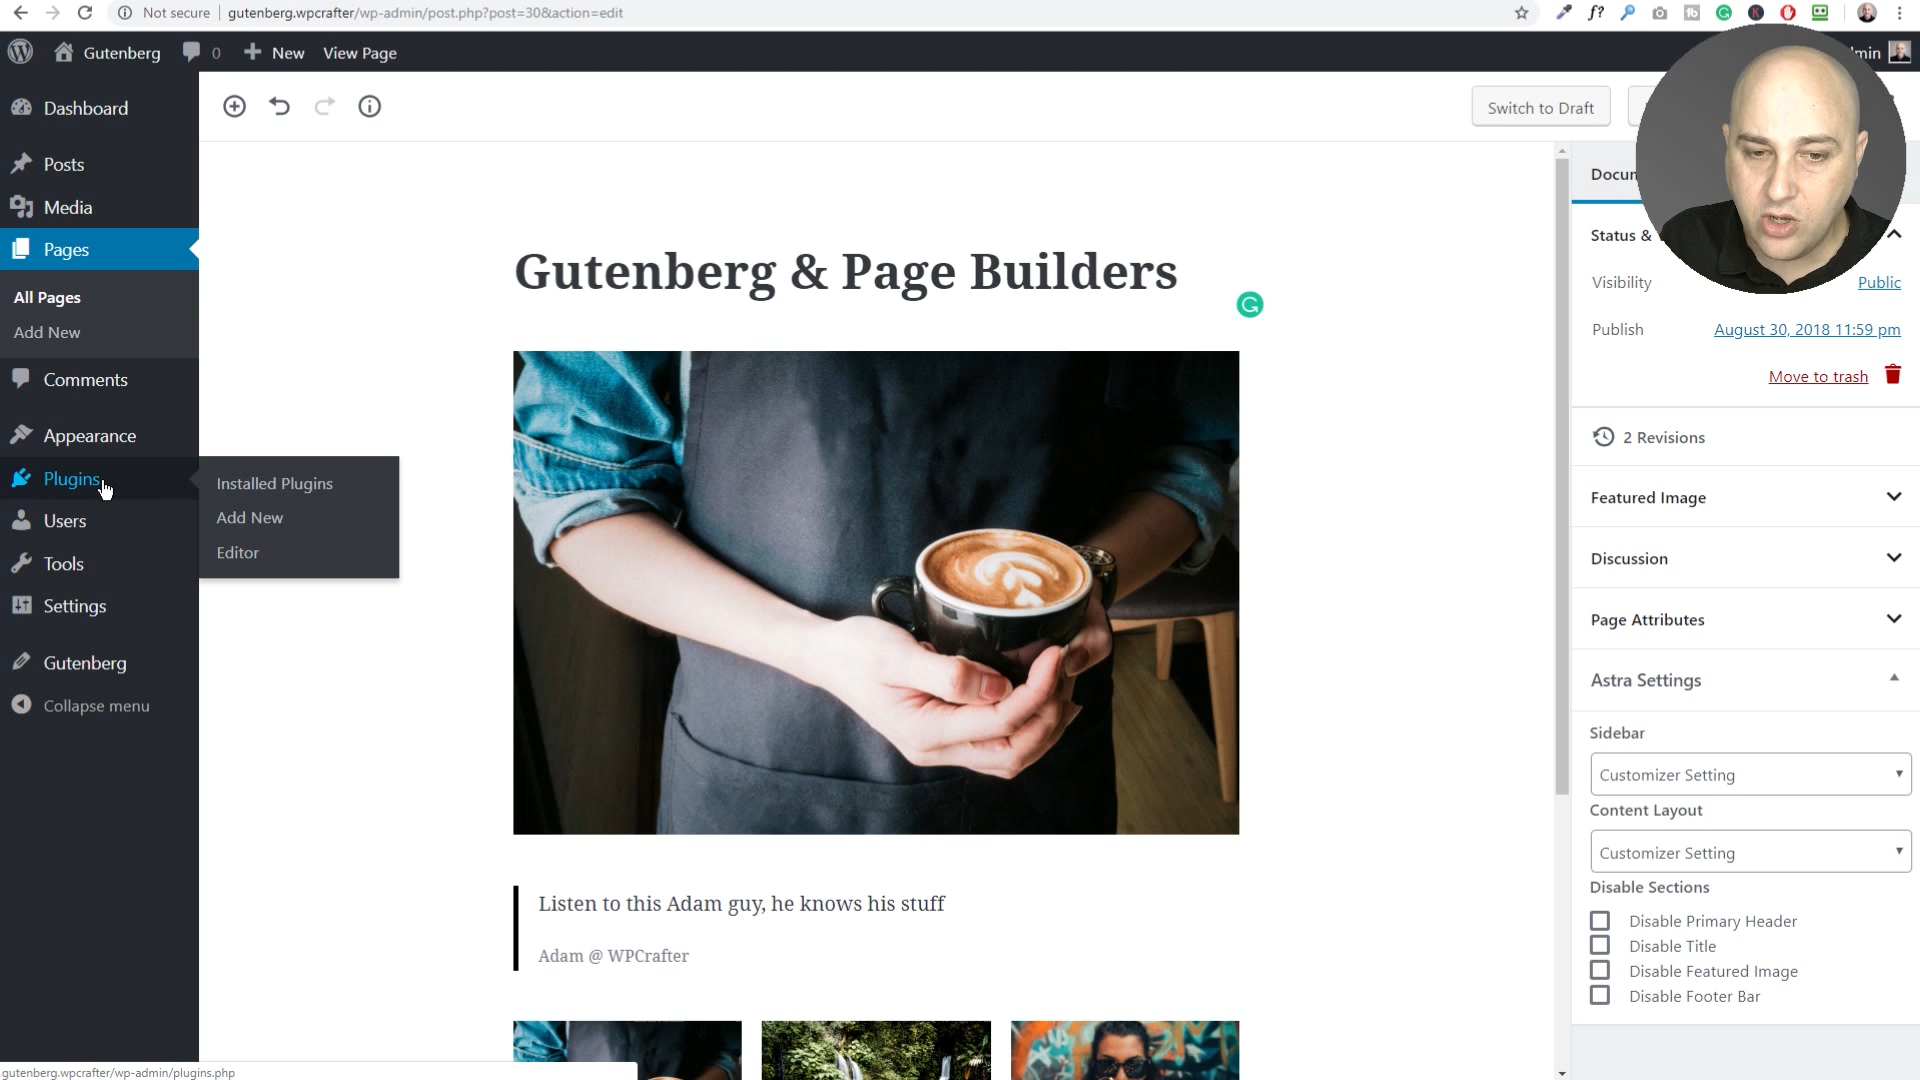 Not secure
gutenberg.wpcrafter/wp-admin/post.php?post=30&action=edit
f?
Gutenberg
0
New
View Page
min
Dashboard
Posts
Media
Pages
All Pages
Add New
Comments
Appearance
Plugins
Users
Tools
Settings
Gutenberg
Collapse menu
Installed Plugins
Add New
Editor
Switch to Draft
Gutenberg & Page Builders
Listen to this Adam guy, he knows his stuff
Adam @ WPCrafter
Docum
Status &
Visibility
Public
Publish
August 30, 2018 11:59 pm
Move to trash
2 Revisions
Featured Image
Discussion
Page Attributes
Astra Settings
Sidebar
Customizer Setting
Content Layout
Customizer Setting
Disable Sections
Disable Primary Header
Disable Title
Disable Featured Image
Disable Footer Bar
gutenberg.wpcrafter/wp-admin/plugins.php